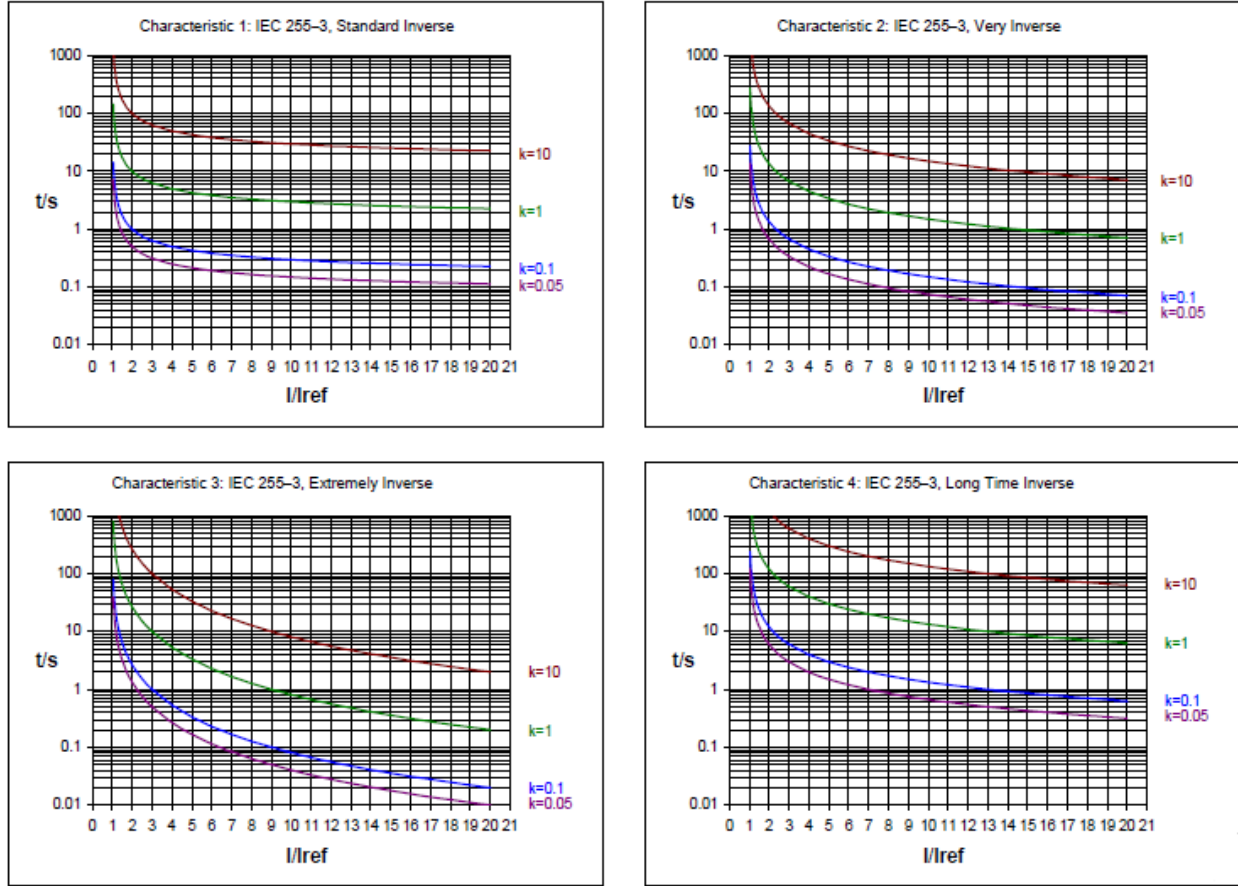 Characteristic 1: IEC 255–3, Standard Inverse
1000
100
10
1
0.1
0.01
t/s
k=10
k=1
k=0.1
k=0.05
0 1 2 3 4 5 6 7 8 9 10 11 12 13 14 15 16 17 18 19 20 21
I/Iref
Characteristic 2: IEC 255–3, Very Inverse
1000
100
10
1
0.1
0.01
t/s
k=10
k=1
k=0.1
k=0.05
0 1 2 3 4 5 6 7 8 9 10 11 12 13 14 15 16 17 18 19 20 21
I/Iref
Characteristic 3: IEC 255–3, Extremely Inverse
1000
100
10
1
0.1
0.01
t/s
k=10
k=1
k=0.1
k=0.05
0 1 2 3 4 5 6 7 8 9 10 11 12 13 14 15 16 17 18 19 20 21
I/Iref
Characteristic 4: IEC 255–3, Long Time Inverse
1000
100
10
1
0.1
0.01
t/s
k=10
k=1
k=0.1
k=0.05
0 1 2 3 4 5 6 7 8 9 10 11 12 13 14 15 16 17 18 19 20 21
I/Iref